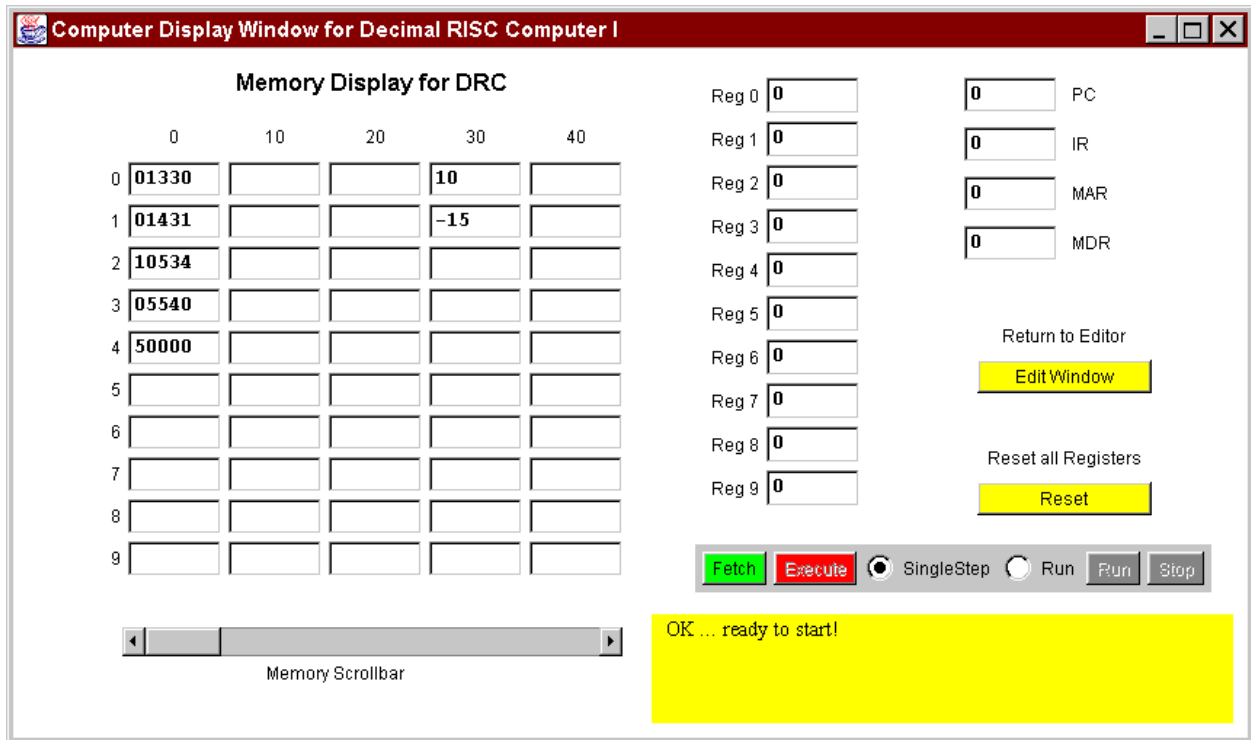 Computer Display Window for Decimal RISC Computer I
Memory Display for DRC
0 10 20 30 40
0 01330 10
1 01431 -15
2 10534
3 05540
4 50000
5
6
7
8
9
Memory Scrollbar
Reg 0 0
Reg 1 0
Reg 2 0
Reg 3 0
Reg 4 0
Reg 5 0
Reg 6 0
Reg 7 0
Reg 8 0
Reg 9 0
0 PC
0 IR
0 MAR
0 MDR
Return to Editor
Edit Window
Reset all Registers
Reset
Fetch Execute SingleStep Run Run Stop
OK ... ready to start!